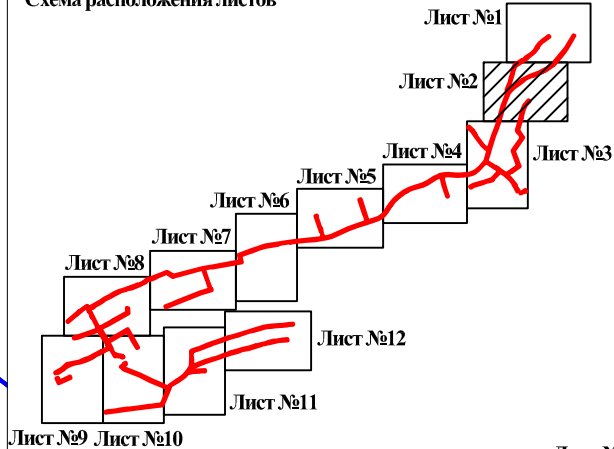 Схема расположения листов
Лист №1
Лист №2
Лист №3
Лист №4
Лист №5
Лист №6
Лист №7
Лист №8
Лист №12
Лист №11
Лист №9 Лист №10